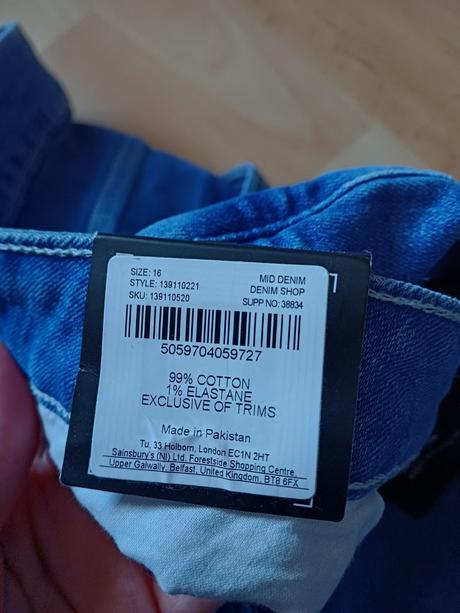 SIZE: 16
STYLE: 139110221
SKU: 139110520
MID DENIM
DENIM SHOP
SUPP NO: 38834
5059704059727
99% COTTON
1% ELASTANE
EXCLUSIVE OF TRIMS
Made in Pakistan
Tu, 33 Holborn, London EC1N 2HT
Sainsbury's (NI) Ltd, Forestside Shopping Centre,
Upper Galwally, Belfast, United Kingdom, BT8 6FX